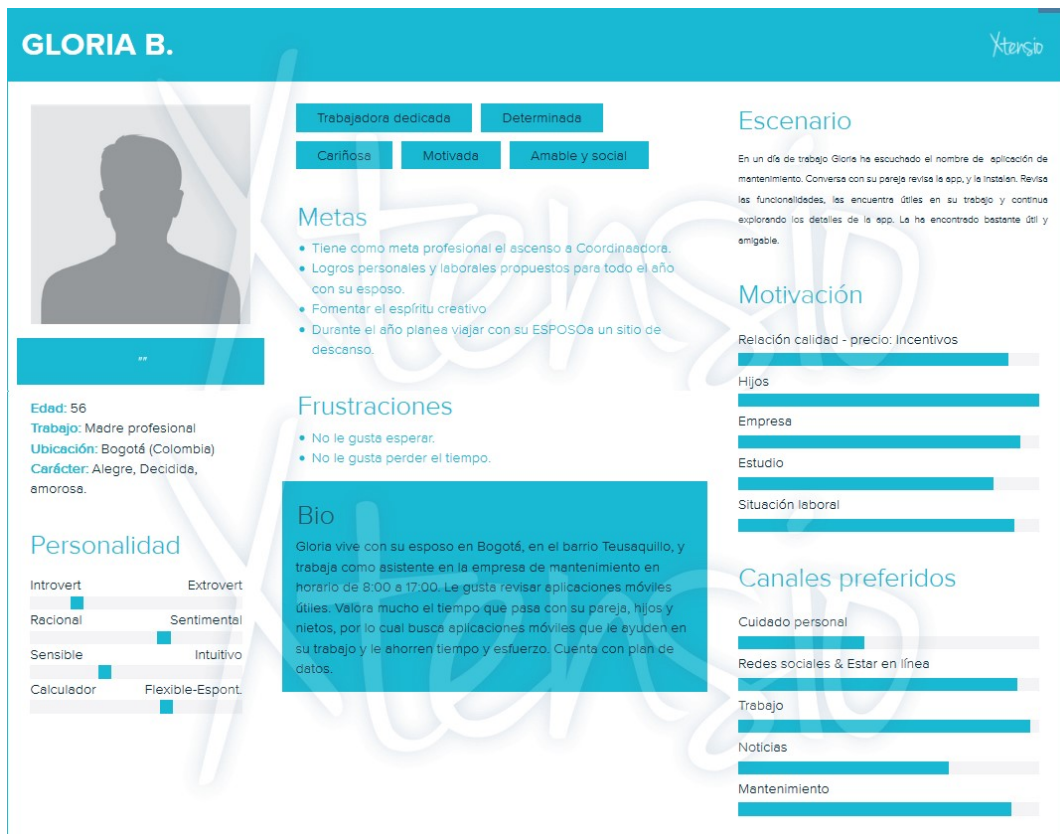 GLORIA B.
Xtensio
""
Edad: 56
Trabajo: Madre profesional
Ubicación: Bogotá (Colombia)
Carácter: Alegre, Decidida,
amorosa.
Personalidad
Introvert Extrovert
Racional Sentimental
Sensible Intuitivo
Calculador Flexible-Espont.
Trabajadora dedicada Determinada
Cariñosa Motivada Amable y social
Metas
• Tiene como meta profesional el ascenso a Coordinaadora.
• Logros personales y laborales propuestos para todo el año
con su esposo.
• Fomentar el espíritu creativo
• Durante el año planea viajar con su ESPOSOa un sitio de
descanso.
Frustraciones
• No le gusta esperar.
• No le gusta perder el tiempo.
Bio
Gloria vive con su esposo en Bogotá, en el barrio Teusaquillo, y
trabaja como asistente en la empresa de mantenimiento en
horario de 8:00 a 17:00. Le gusta revisar aplicaciones móviles
útiles. Valora mucho el tiempo que pasa con su pareja, hijos y
nietos, por lo cual busca aplicaciones móviles que le ayuden en
su trabajo y le ahorren tiempo y esfuerzo. Cuenta con plan de
datos.
Escenario
En un día de trabajo Gloria ha escuchado el nombre de aplicación de
mantenimiento. Conversa con su pareja revisa la app, y la instalan. Revisa
las funcionalidades, las encuentra útiles en su trabajo y continua
explorando los detalles de la app. La ha encontrado bastante útil y
amigable.
Motivación
Relación calidad - precio: Incentivos
Hijos
Empresa
Estudio
Situación laboral
Canales preferidos
Cuidado personal
Redes sociales & Estar en línea
Trabajo
Noticias
Mantenimiento
Xtensio
Xtensio